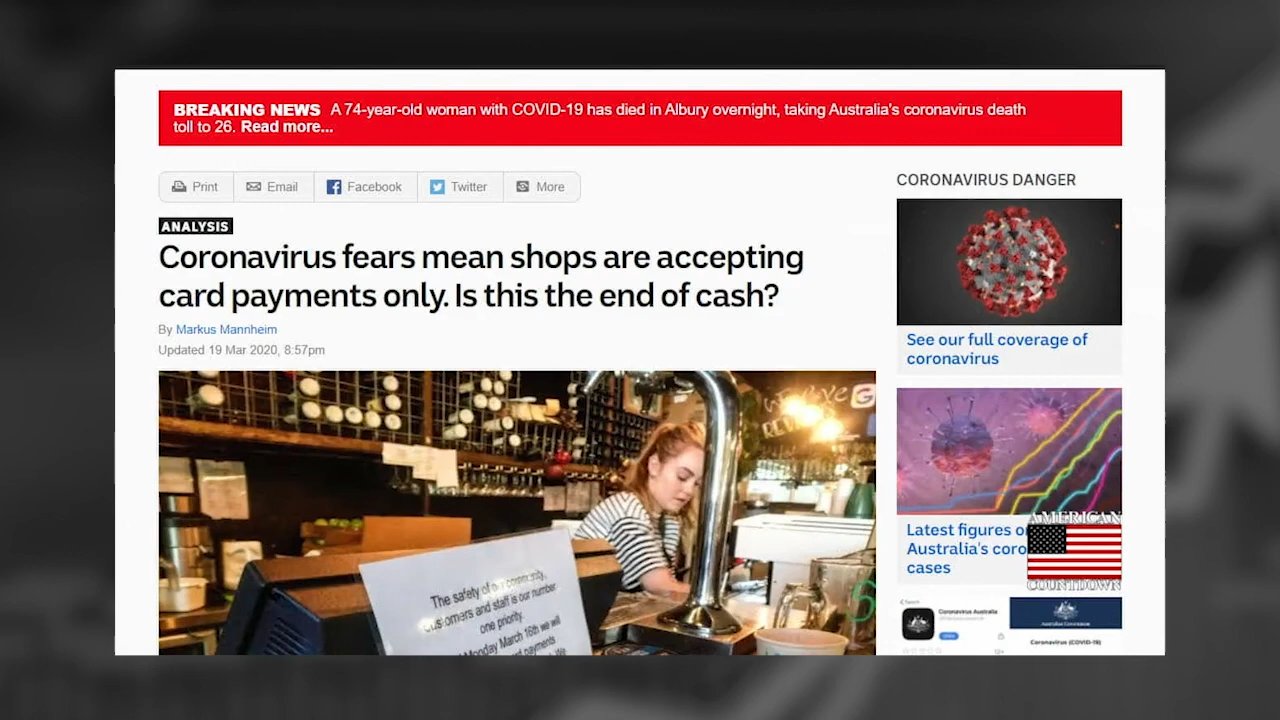 BREAKING NEWS A 74-year-old woman with COVID-19 has died in Albury overnight, taking Australia's coronavirus death
toll to 26. Read more...
Print Email Facebook Twitter More
ANALYSIS
Coronavirus fears mean shops are accepting
card payments only. Is this the end of cash?
By Markus Mannheim
Updated 19 Mar 2020, 8:57pm
The safety of our community,
customers and staff is our number
one priority.
Monday March 16th we will
payments
We
CORONAVIRUS DANGER
See our full coverage of
coronavirus
Latest figures
Australia's
cases
AMERICAN
COUNTDOWN
Coronavirus Australia
Australian Government
Coronavirus (COVID-19)